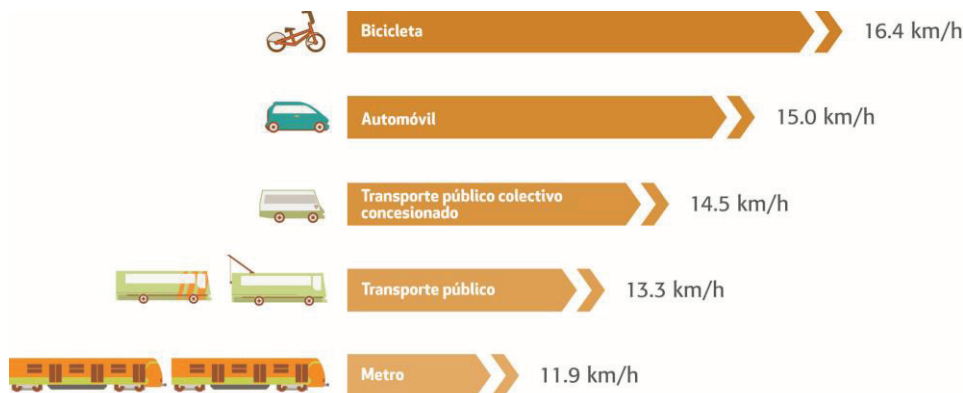 Bicicleta
16.4 km/h
Automóvil
15.0 km/h
Transporte público colectivo
concesionado
14.5 km/h
Transporte público
13.3 km/h
Metro
11.9 km/h